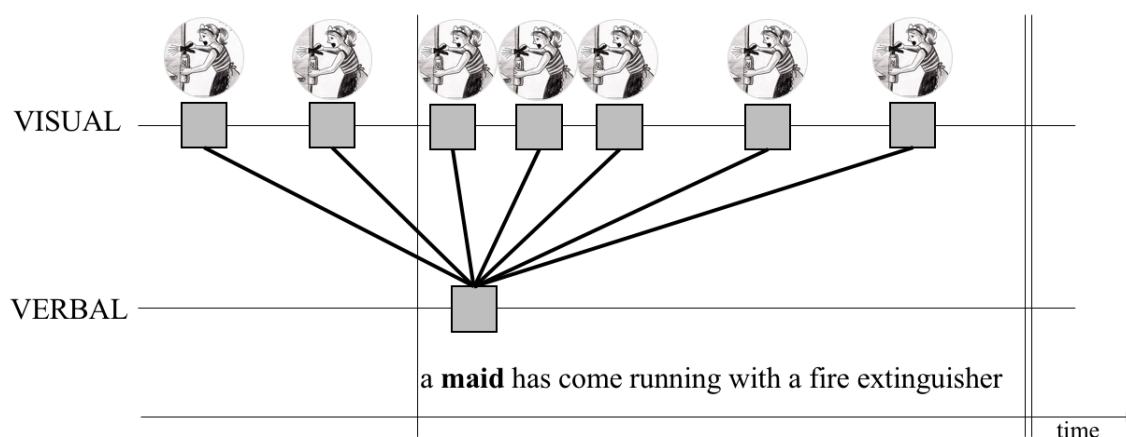 VISUAL
VERBAL
a maid has come running with a fire extinguisher
time